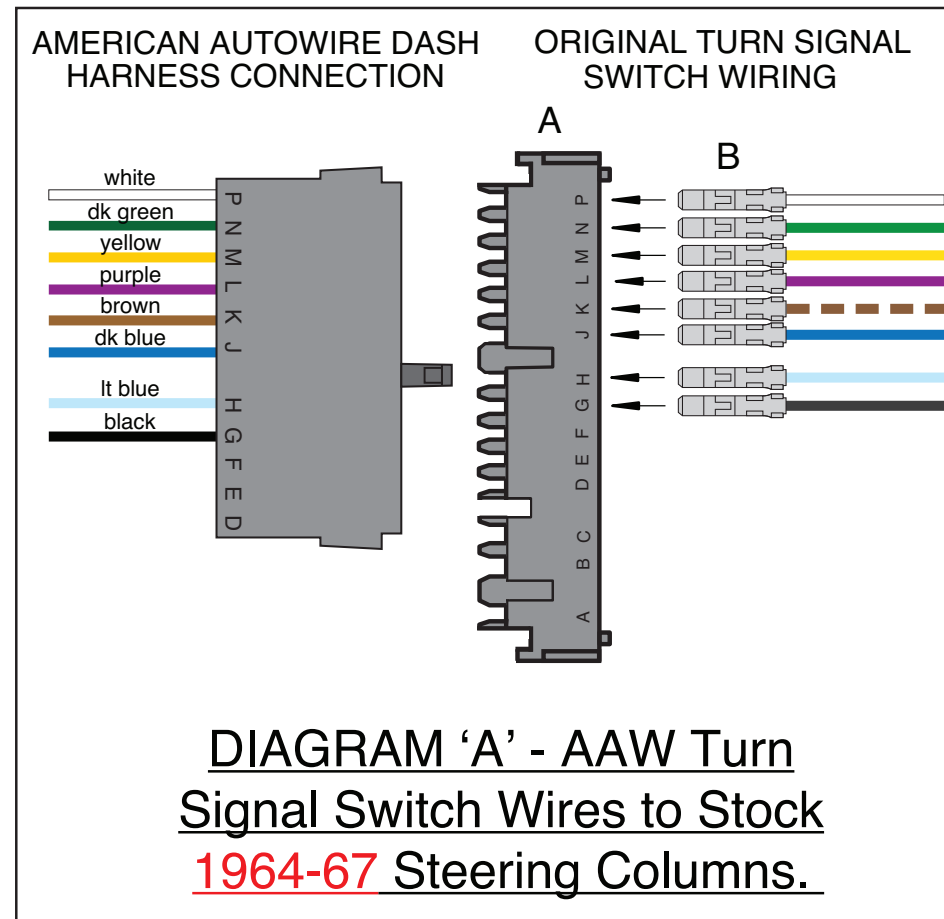 AMERICAN AUTOWIRE DASH
HARNESS CONNECTION
ORIGINAL TURN SIGNAL
SWITCH WIRING
A
B
white
dk green
yellow
purple
brown
dk blue
lt blue
black
P
N
M
L
K
J
H
G
F
E
D
P
N
M
L
K
J
H
G
F
E
D
C
B
A
DIAGRAM ‘A’ - AAW Turn
Signal Switch Wires to Stock
1964-67 Steering Columns.